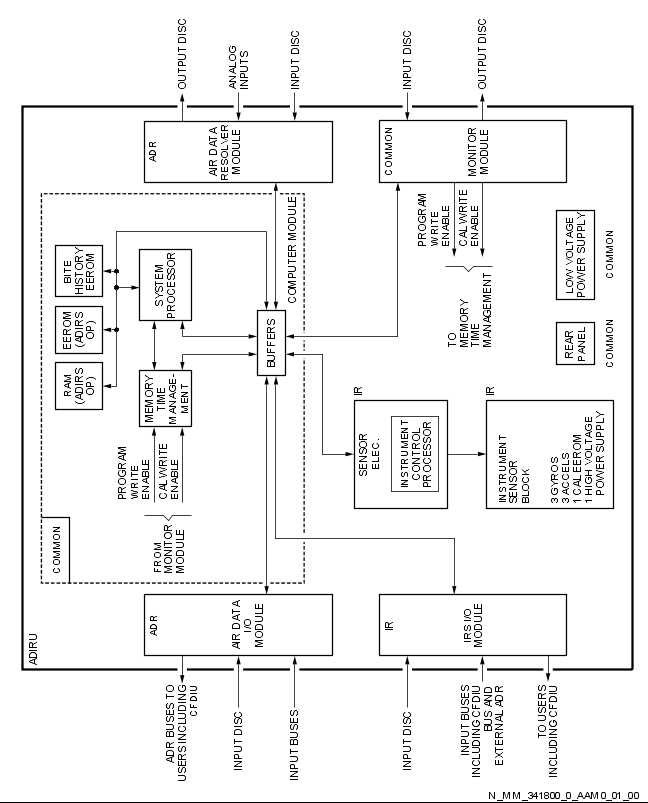 OUTPUT DISC
ANALOG
INPUTS
INPUT DISC
INPUT DISC
OUTPUT DISC
ADR
AIR DATA
RESOLVER
MODULE
COMMON
MONITOR
MODULE
COMPUTER MODULE
BITE
HISTORY
EEROM
EEROM
(ADIRS
OP)
RAM (ADIRS
OP)
SYSTEM
PROCESSOR
MEMORY
TIME
MANAGE-
MENT
BUFFERS
PROGRAM
WRITE
ENABLE
CAL WRITE
ENABLE
FROM
MONITOR
MODULE
COMMON
PROGRAM
WRITE
ENABLE
CAL WRITE
ENABLE
TO
MEMORY
TIME
MANAGEMENT
LOW VOLTAGE
POWER SUPPLY
COMMON
REAR
PANEL
COMMON
IR
SENSOR
ELEC.
INSTRUMENT
CONTROL
PROCESSOR
IR
INSTRUMENT
SENSOR
BLOCK
3 GYROS
3 ACCELS
1 CAL EEROM
1 HIGH VOLTAGE
POWER SUPPLY
ADR
AIR DATA
I/O
MODULE
IR
IRS I/O
MODULE
ADIRU
ADR BUSES TO
USERS INCLUDING
CFDIU
INPUT DISC
INPUT BUSES
INPUT DISC
INPUT BUSES
INCLUDING CFDIU
BUS AND
EXTERNAL ADR
TO USERS
INCLUDING CFDIU
N_MM_341800_0_AAM0_01_00